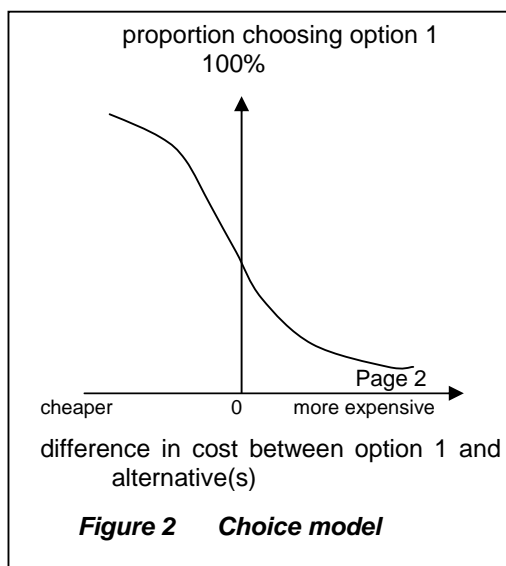 proportion choosing option 1
100%
Page 2
cheaper 0 more expensive
difference in cost between option 1 and
alternative(s)
Figure 2 Choice model